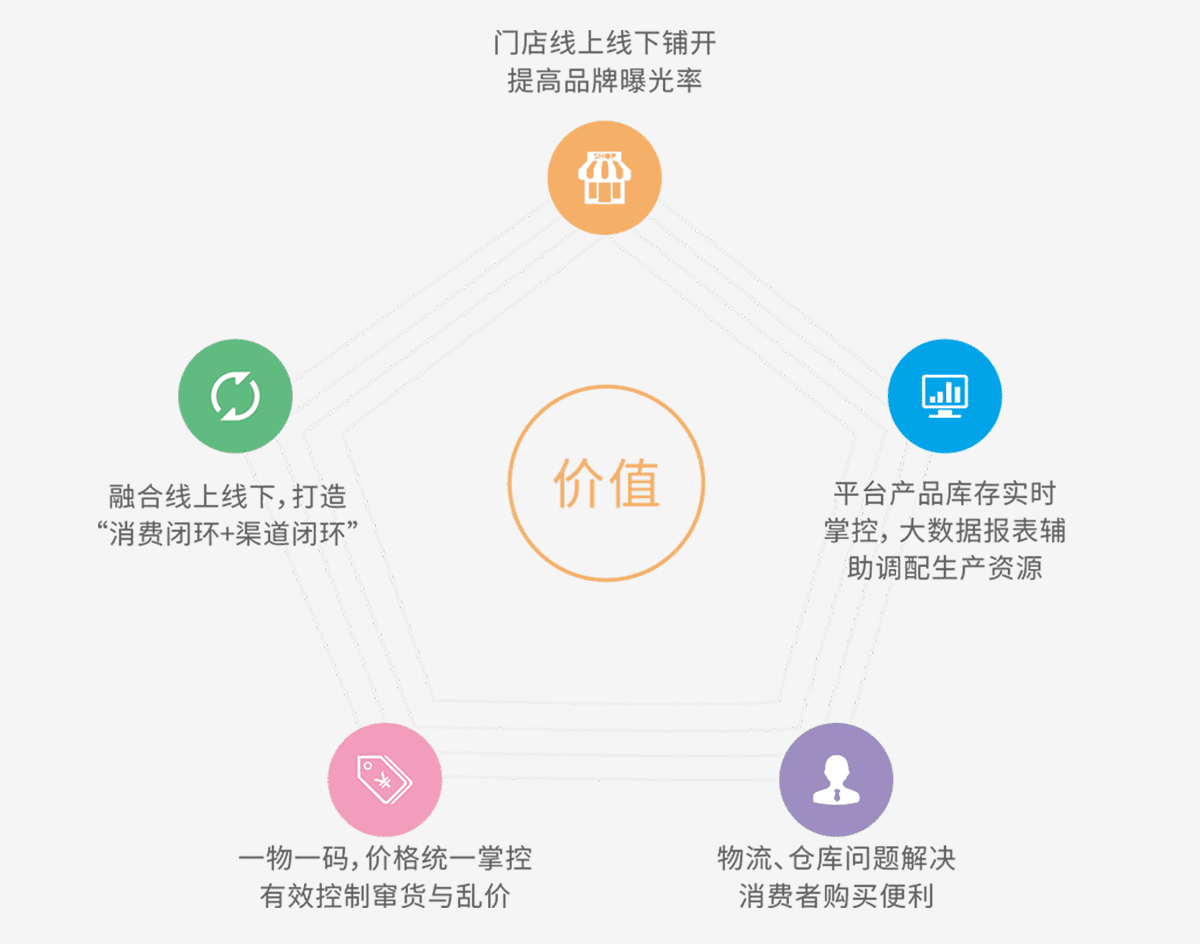 门店线上线下铺开
提高品牌曝光率
SHOP
融合线上线下，打造
“消费闭环+渠道闭环”
价值
平台产品库存实时
掌控，大数据报表辅
助调配生产资源
¥
一物一码，价格统一掌控
有效控制窜货与乱价
物流、仓库问题解决
消费者购买便利